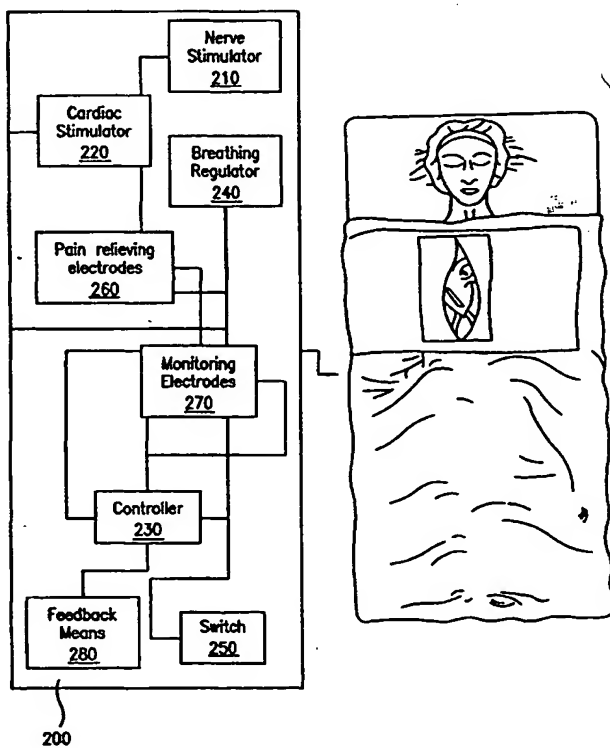 Nerve
Stimulator
210
Cardiac
Stimulator
220
Breathing
Regulator
240
Pain relieving
electrodes
260
Monitoring
Electrodes
270
Controller
230
Feedback
Means
280
Switch
250
200